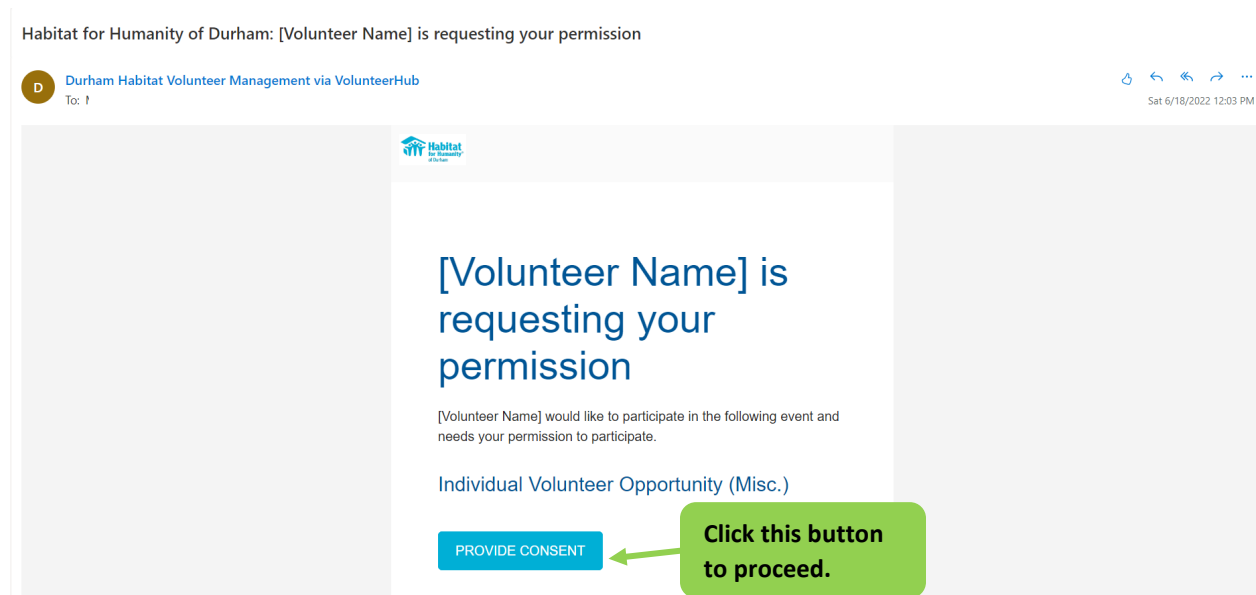 Habitat for Humanity of Durham: [Volunteer Name] is requesting your permission
D
Durham Habitat Volunteer Management via VolunteerHub
To:
Sat 6/18/2022 12:03 PM
Habitat
for Humanity®
of Durham
[Volunteer Name] is
requesting your
permission
[Volunteer Name] would like to participate in the following event and
needs your permission to participate.
Individual Volunteer Opportunity (Misc.)
PROVIDE CONSENT
Click this button
to proceed.